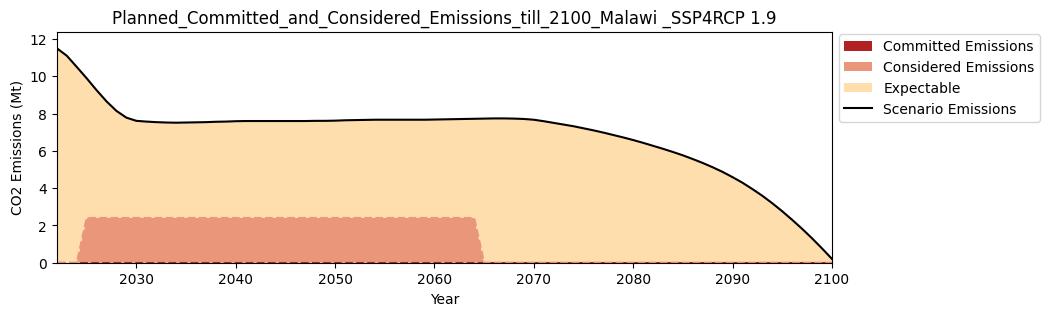 Planned_Committed_and_Considered_Emissions_till_2100_Malawi _SSP4RCP 1.9
12
10
8
6
4
2
0
CO2 Emissions (Mt)
2030
2040
2050
2060
2070
2080
2090
2100
Year
Committed Emissions
Considered Emissions
Expectable
Scenario Emissions